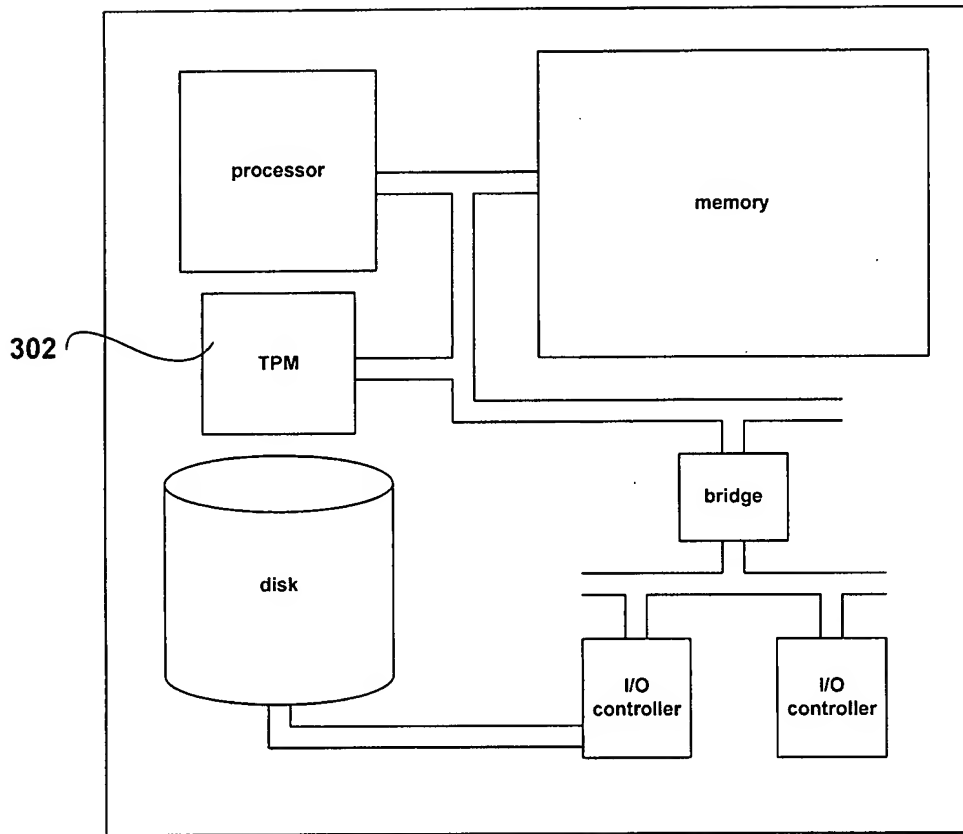 processor
memory
302
TPM
bridge
disk
I/O
controller
I/O
controller